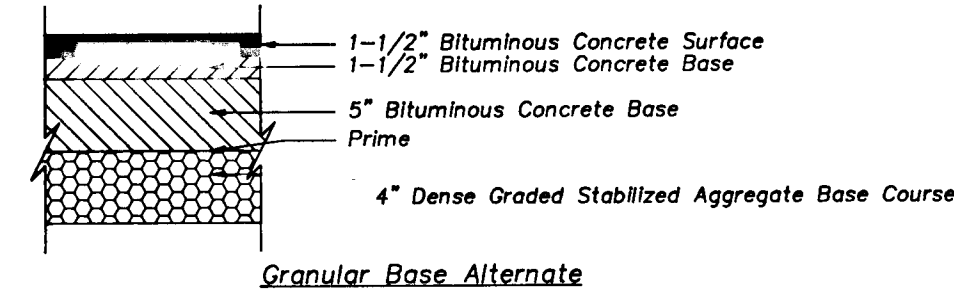 1-1/2" Bituminous Concrete Surface
1-1/2" Bituminous Concrete Base
5" Bituminous Concrete Base
Prime
4" Dense Graded Stabilized Aggregate Base Course
Granular Base Alternate